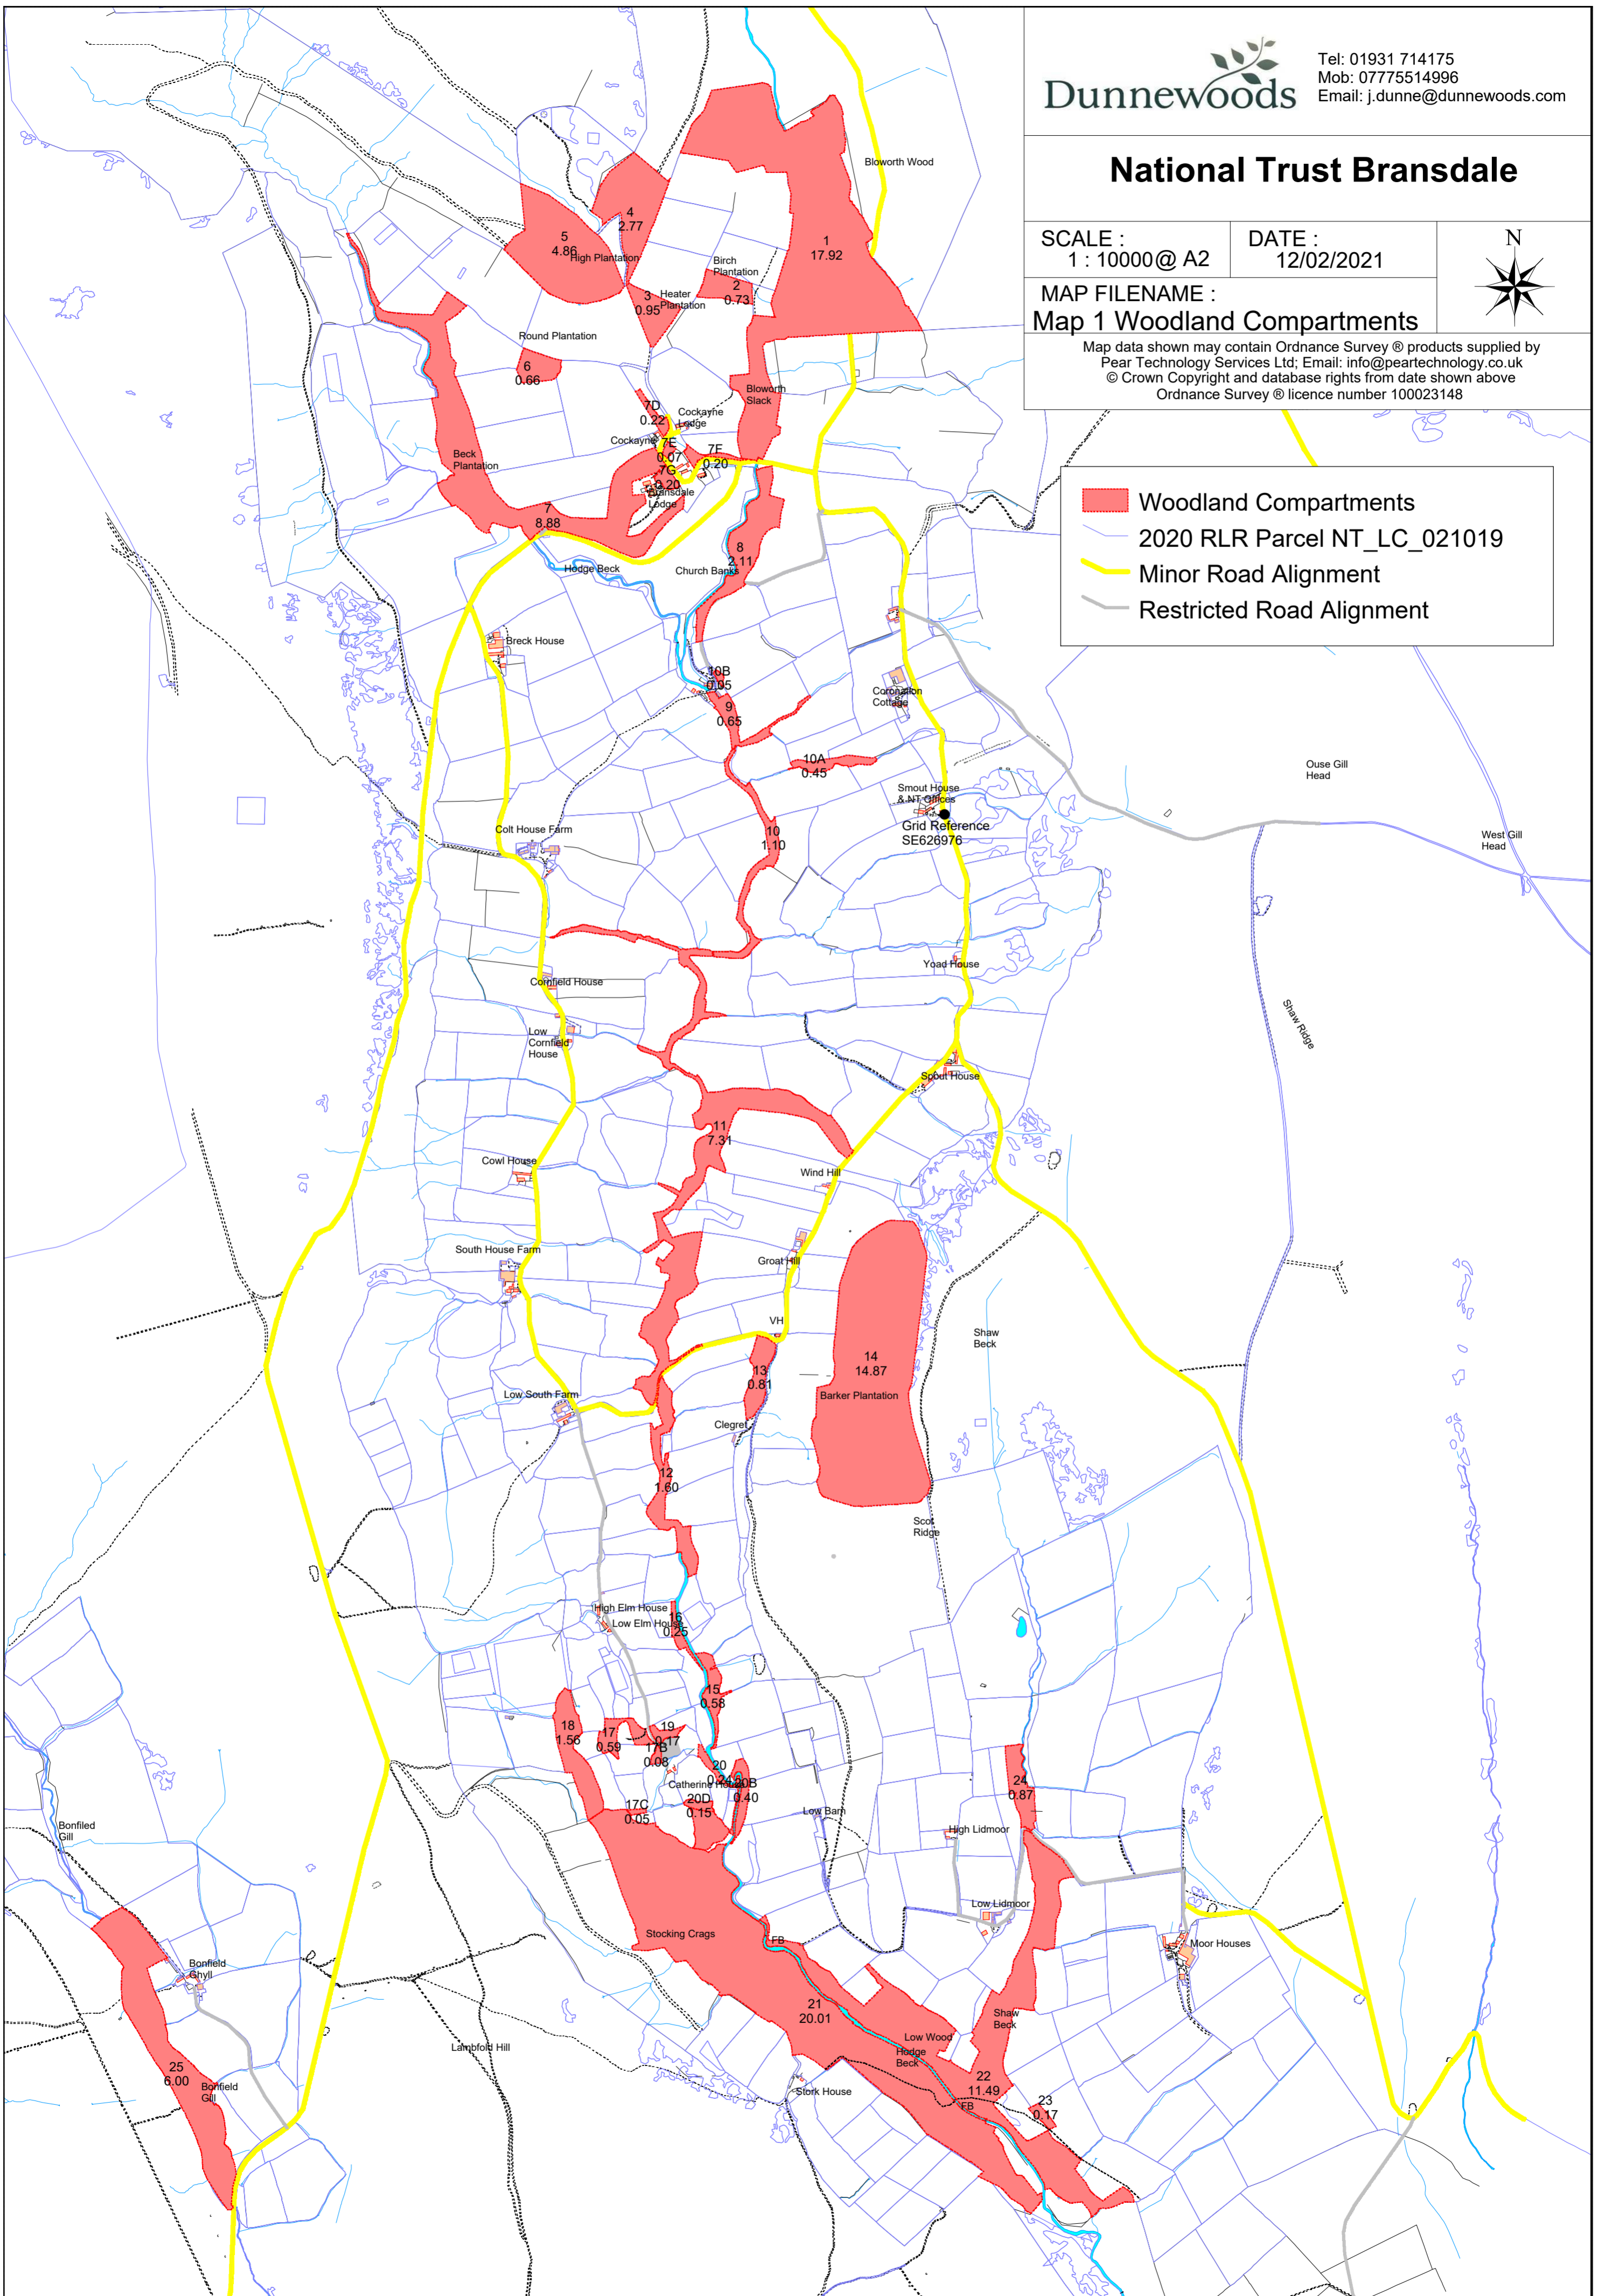 Dunnewoods
Tel: 01931 714175
Mob: 07775514996
Email: j.dunne@dunnewoods.com
National Trust Bransdale
SCALE :
1 : 10000@ A2
DATE :
12/02/2021
N
MAP FILENAME :
Map 1 Woodland Compartments
Map data shown may contain Ordnance Survey ® products supplied by
Pear Technology Services Ltd; Email: info@peartechnology.co.uk
© Crown Copyright and database rights from date shown above
Ordnance Survey ® licence number 100023148
Woodland Compartments
2020 RLR Parcel NT_LC_021019
Minor Road Alignment
Restricted Road Alignment
Bloworth Wood
4
2.77
5
4.86
High Plantation
1
17.92
Birch
Plantation
2
0.73
3
0.95
Heater
Plantation
Round Plantation
6
0.66
Bloworth
Slack
7D
0.22
Cockayne
Lodge
Cockayne
7E
0.07
7F
0.20
7G
0.20
Bransdale
Lodge
Beck
Plantation
7
8.88
8
2.11
Hodge Beck
Church Banks
Breck House
10B
0.05
9
0.65
Coronation
Cottage
10A
0.45
Ouse Gill
Head
Smout House
& NT Offices
Grid Reference
SE626976
West Gill
Head
Colt House Farm
10
1.10
Yoad House
Cornfield House
Shaw Ridge
Low
Cornfield
House
Spout House
11
7.31
Cowl House
Wind Hill
South House Farm
Groat Hill
VH
Shaw
Beck
13
0.81
14
14.87
Barker Plantation
Low South Farm
Clegret
12
1.60
Scot
Ridge
High Elm House
16
0.25
Low Elm House
15
0.58
18
1.56
17
0.59
19
0.17
17B
0.08
20
0.24
Catherine House
20B
0.40
20D
0.15
17C
0.05
Low Barn
24
0.87
High Lidmoor
Bonfiled
Gill
Low Lidmoor
Stocking Crags
FB
Moor Houses
Bonfield
Ghyll
21
20.01
Shaw
Beck
Low Wood
Hodge
Beck
Lambfold Hill
25
6.00
Bonfield
Gill
22
11.49
Stork House
FB
23
0.17